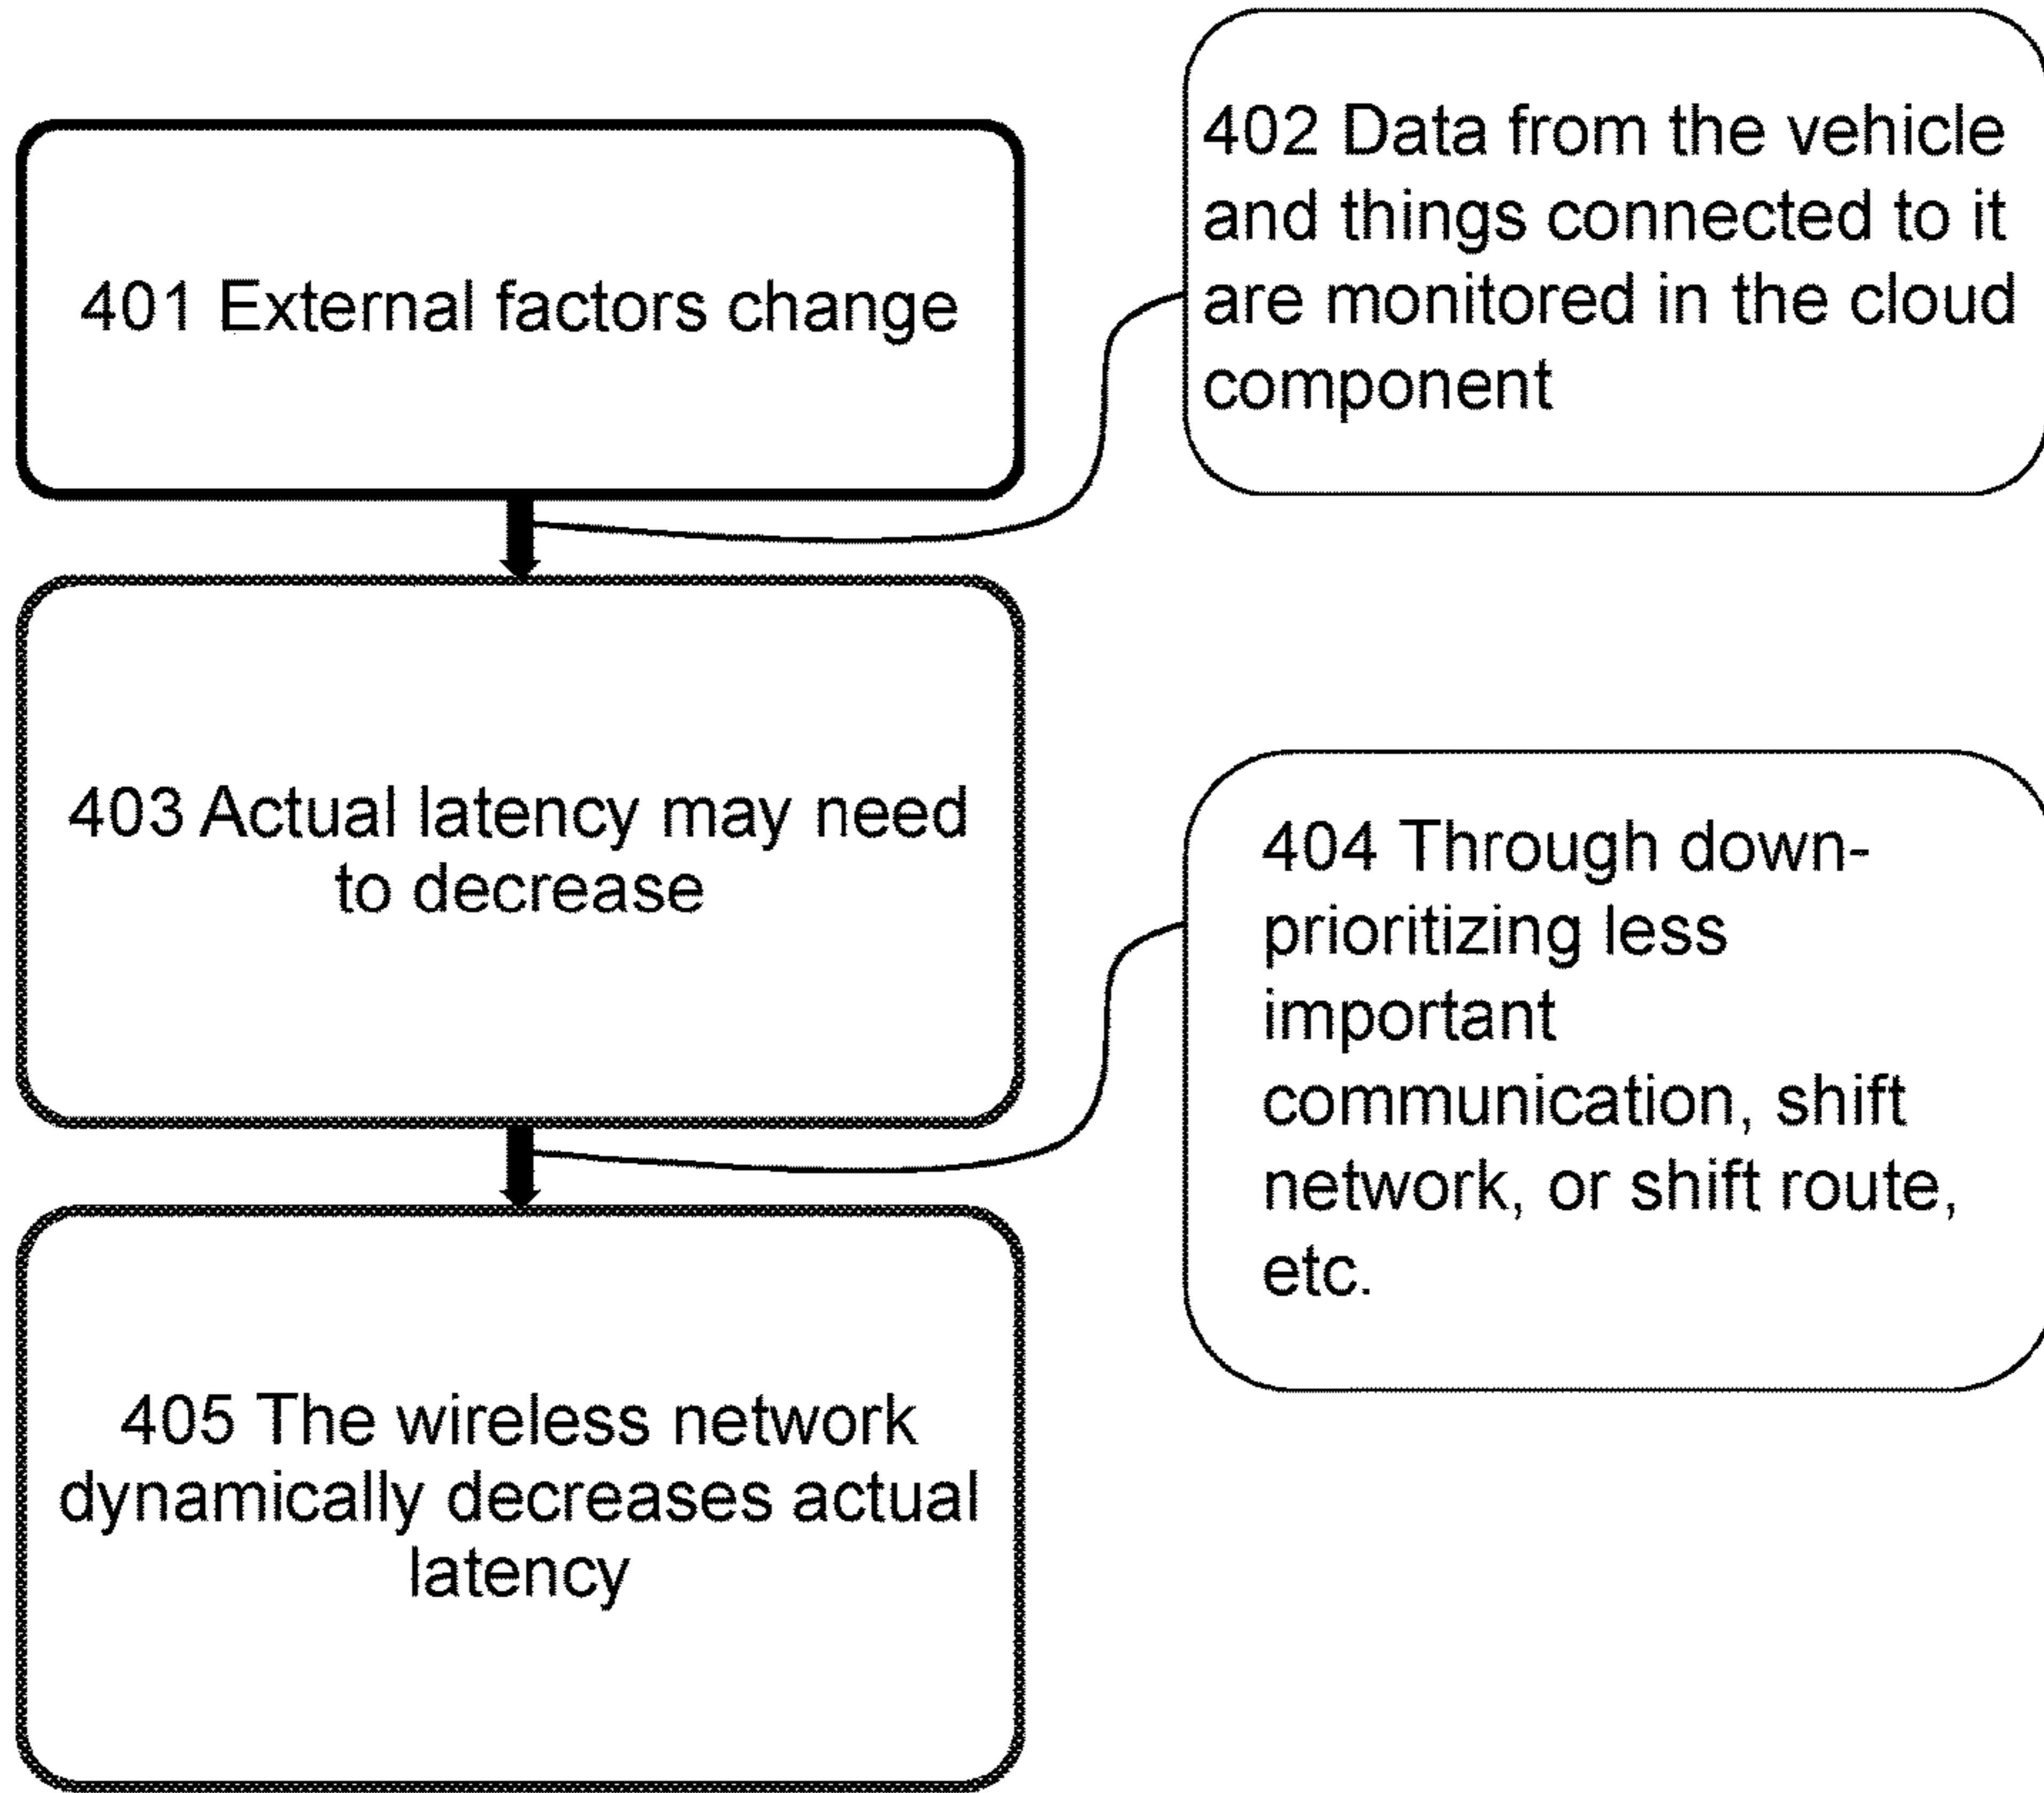 401 External factors change
402 Data from the vehicle
and things connected to it
are monitored in the cloud
component
403 Actual latency may need
to decrease
404 Through down-
prioritizing less
important
communication, shift
network, or shift route,
etc.
405 The wireless network
dynamically decreases actual
latency